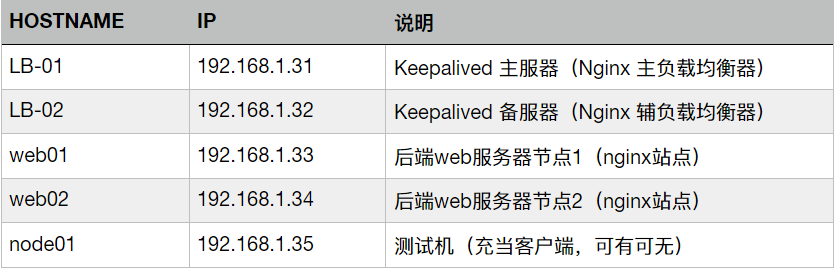 HOSTNAME IP 说明
LB-01 192.168.1.31 Keepalived 主服器（Nginx 主负载均衡器）
LB-02 192.168.1.32 Keepalived 备服器（Nginx 辅负载均衡器）
web01 192.168.1.33 后端web服务器节点1（nginx站点）
web02 192.168.1.34 后端web服务器节点2（nginx站点）
node01 192.168.1.35 测试机（充当客户端，可有可无）